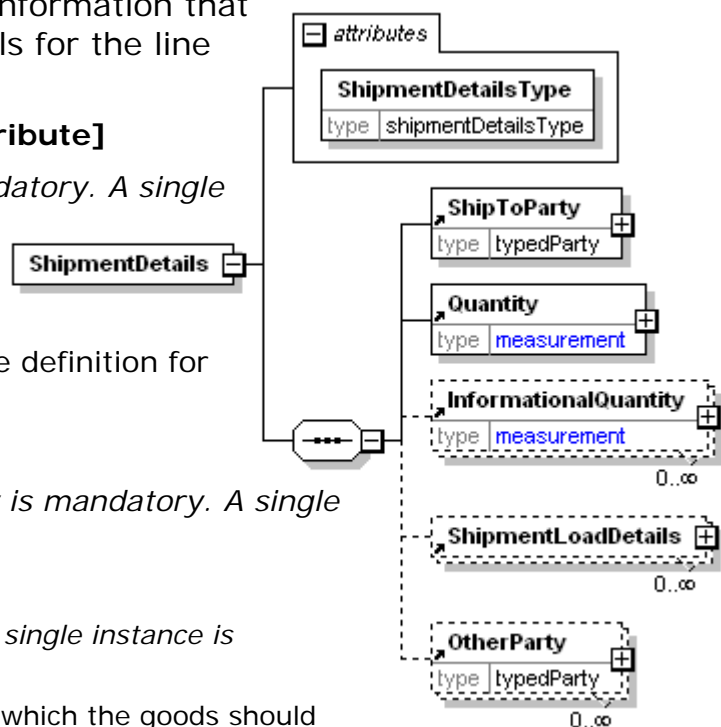 nformation that
ls for the line
ribute]
datory. A single
e definition for
is mandatory. A single
single instance is
which the goods should
attributes
ShipmentDetailsType
type shipmentDetailsType
ShipmentDetails
ShipToParty
type typedParty
Quantity
type measurement
InformationalQuantity
type measurement
0..∞
ShipmentLoadDetails
0..∞
OtherParty
type typedParty
0..∞